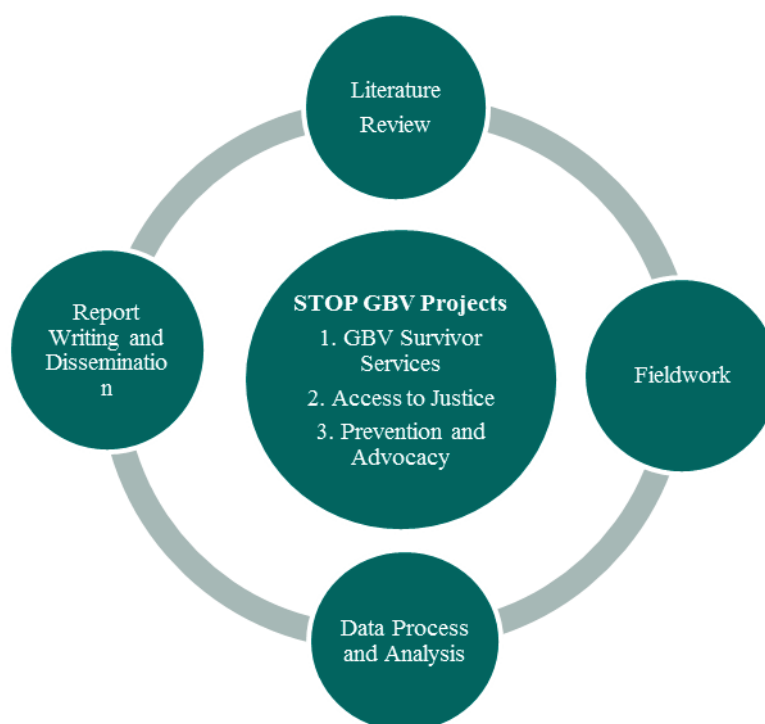 Literature
Review
STOP GBV Projects
1. GBV Survivor
Services
2. Access to Justice
3. Prevention and
Advocacy
Report
Writing and
Disseminatio
n
Fieldwork
Data Process
and Analysis